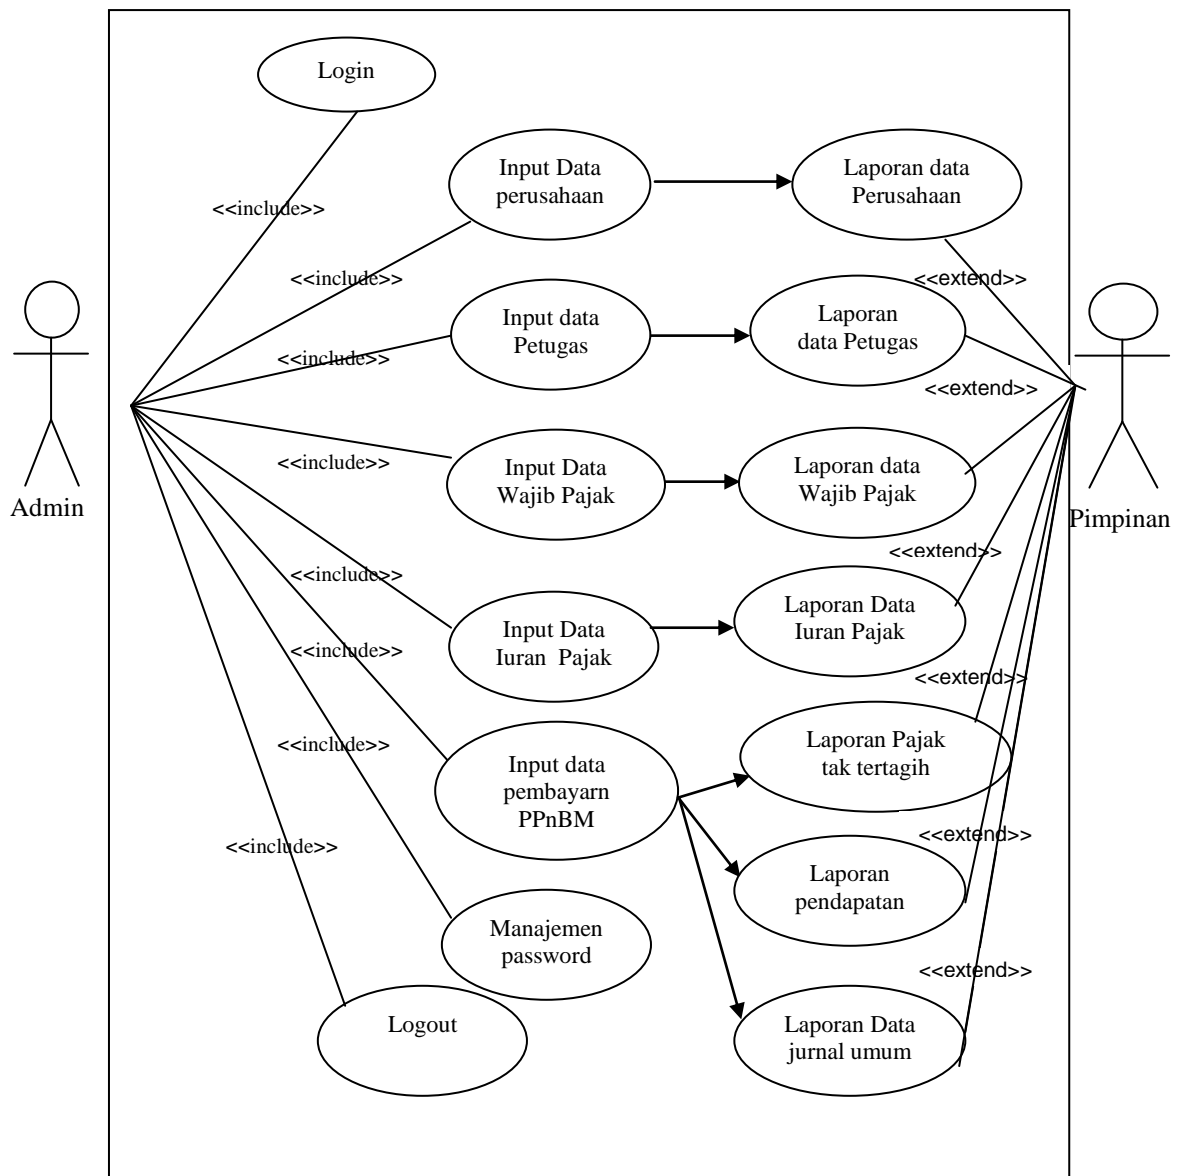 Login
Input Data
perusahaan
Laporan data
Perusahaan
<<include>>
<<include>>
<<extend>>
Input data
Petugas
Laporan
data Petugas
<<include>>
<<extend>>
Admin
<<include>>
Input Data
Wajib Pajak
Laporan data
Wajib Pajak
Pimpinan
<<extend>>
<<include>>
Input Data
Iuran Pajak
Laporan Data
Iuran Pajak
<<include>>
<<extend>>
<<include>>
Input data
pembayarn
PPnBM
Laporan Pajak
tak tertagih
<<include>>
<<extend>>
Laporan
pendapatan
Manajemen
password
<<extend>>
Logout
Laporan Data
jurnal umum